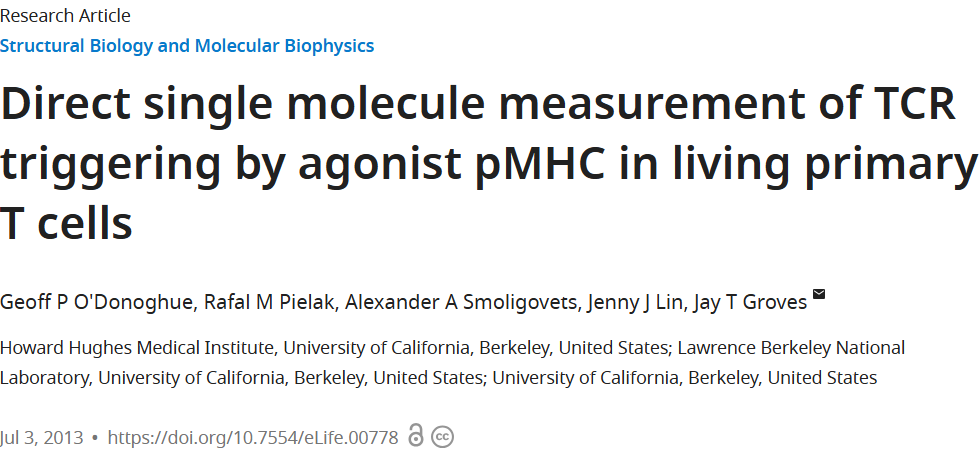 Research Article
Structural Biology and Molecular Biophysics
Direct single molecule measurement of TCR
triggering by agonist pMHC in living primary
T cells
Geoff P O'Donoghue, Rafal M Pielak, Alexander A Smoligovets, Jenny J Lin, Jay T Groves
Howard Hughes Medical Institute, University of California, Berkeley, United States; Lawrence Berkeley National
Laboratory, University of California, Berkeley, United States; University of California, Berkeley, United States
Jul 3, 2013 • https://doi.org/10.7554/eLife.00778 cc